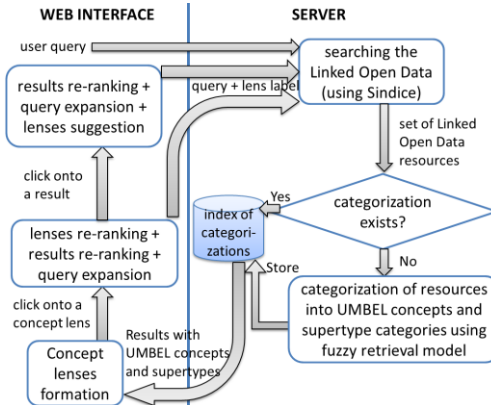 WEB INTERFACE
SERVER
user query
searching the
Linked Open Data
(using Sindice)
results re-ranking +
query expansion +
lenses suggestion
query + lens label
set of Linked
Open Data
resources
click onto
a result
Yes
categorization
exists?
index of
categori-
zations
lenses re-ranking +
results re-ranking +
query expansion
No
Store
categorization of resources
into UMBEL concepts and
supertype categories using
fuzzy retrieval model
click onto a
concept lens
Results with
UMBEL concepts
and supertypes
Concept
lenses
formation